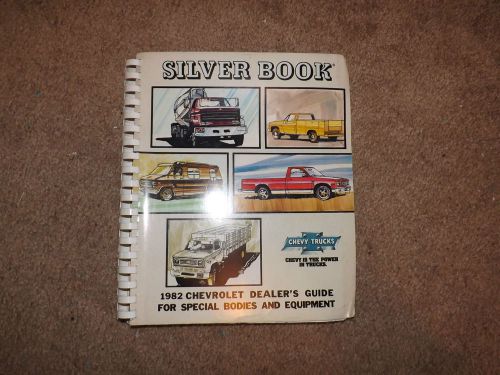 SILVER BOOK®
CHEVY TRUCKS
CHEVY IS THE POWER
IN TRUCKS.
1982 CHEVROLET DEALER'S GUIDE
FOR SPECIAL BODIES AND EQUIPMENT